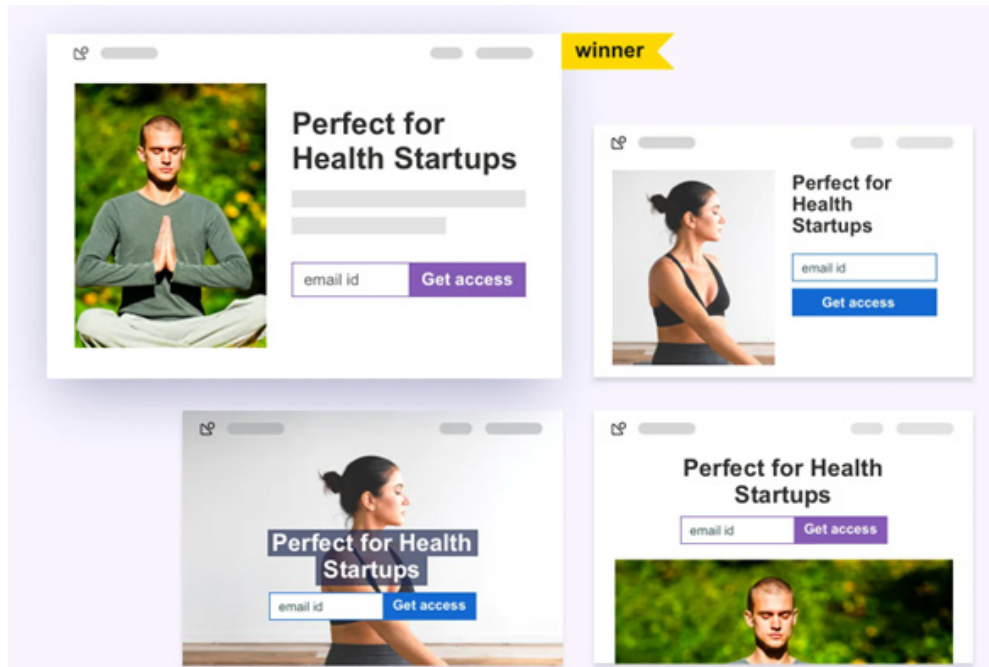 winner
Perfect for
Health Startups
email id
Get access
Perfect for
Health
Startups
email id
Get access
Perfect for Health
Startups
email id
Get access
Perfect for Health
Startups
email id
Get access